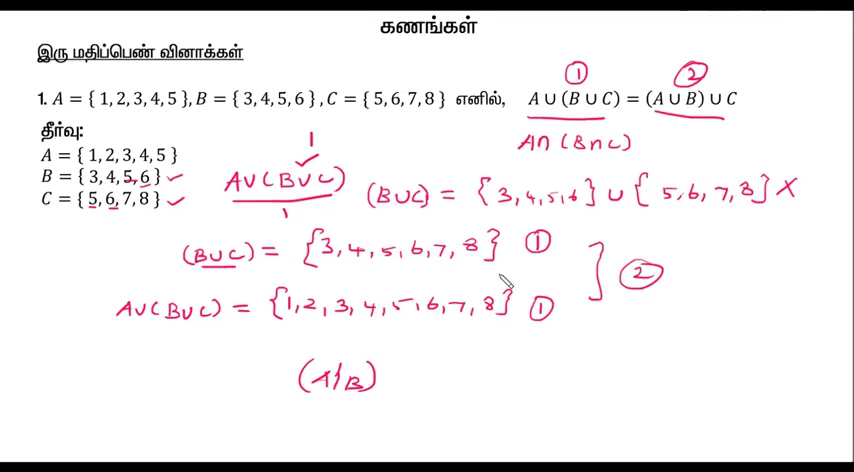 கணங்கள்
இரு மதிப்பெண் வினாக்கள்
① ②
1. A = { 1, 2, 3, 4, 5 }, B = { 3, 4, 5, 6 }, C = { 5, 6, 7, 8 } எனில், A ∪ (B ∪ C) = (A ∪ B) ∪ C
தீர்வு:
A∩(B∩C)
1
A = { 1, 2, 3, 4, 5 }
B = { 3, 4, 5, 6 } ✓
A∪(B∪C) ✓
C = { 5, 6, 7, 8 } ✓
1
(B∪C) = {3,4,5,6} ∪ {5,6,7,8} X
(B∪C) = {3,4,5,6,7,8} ①
②
A∪(B∪C) = {1,2,3,4,5,6,7,8} ①